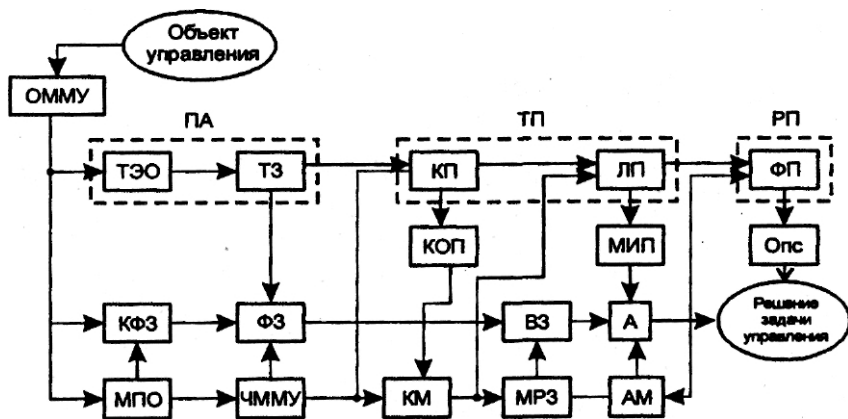 Объект
управления
ОММУ
ПА
ТП
РП
ТЭО
ТЗ
КП
ЛП
ФП
КОП
МИП
Опс
КФЗ
ФЗ
ВЗ
А
Решение
задачи
управления
МПО
ЧММУ
КМ
МРЗ
АМ